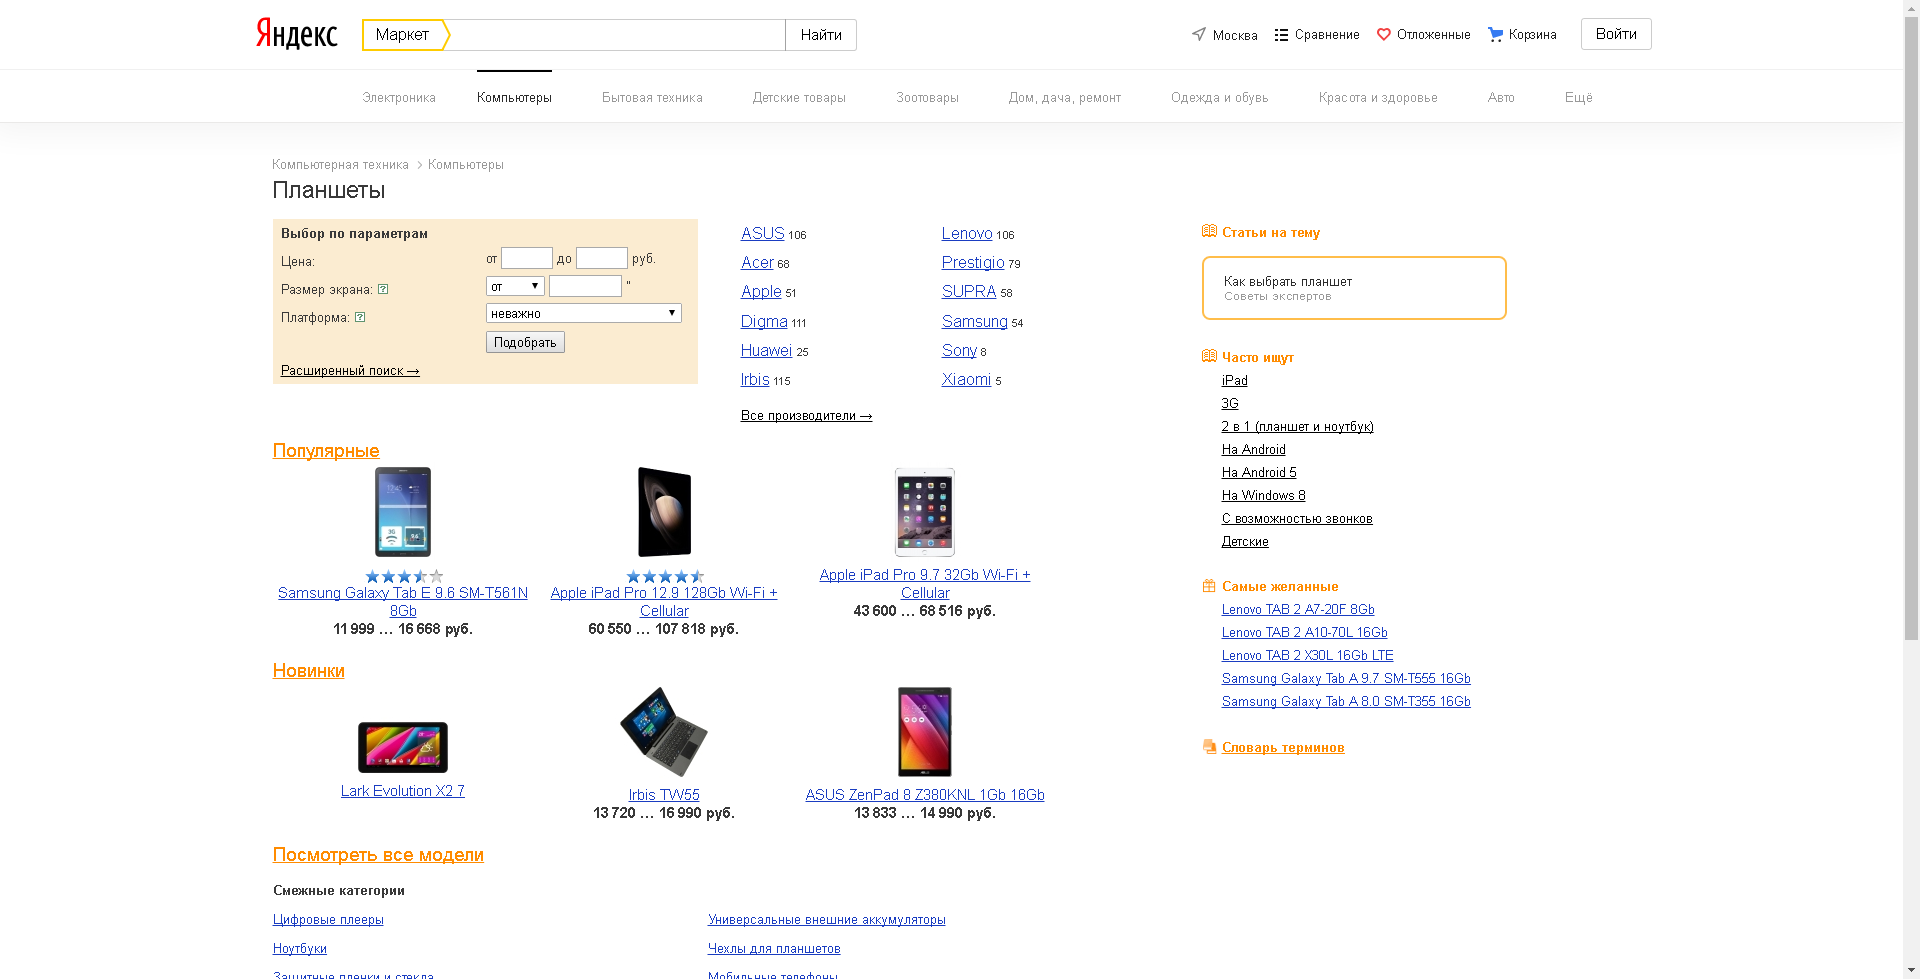 Яндекс
Маркет
Найти
Москва
Сравнение
Отложенные
Корзина
Войти
Электроника
Компьютеры
Бытовая техника
Детские товары
Зоотовары
Дом, дача, ремонт
Одежда и обувь
Красота и здоровье
Авто
Ещё
Компьютерная техника > Компьютеры
Планшеты
Выбор по параметрам
Цена:
от до руб.
Размер экрана: ?
от "
Платформа: ?
неважно
Подобрать
Расширенный поиск →
ASUS 106
Acer 68
Apple 51
Digma 111
Huawei 25
Irbis 115
Lenovo 106
Prestigio 79
SUPRA 58
Samsung 54
Sony 8
Xiaomi 5
Все производители →
Популярные
Samsung Galaxy Tab E 9.6 SM-T561N
8Gb
11 999 ... 16 668 руб.
Apple iPad Pro 12.9 128Gb Wi-Fi +
Cellular
60 550 ... 107 818 руб.
Apple iPad Pro 9.7 32Gb Wi-Fi +
Cellular
43 600 ... 68 516 руб.
Новинки
Lark Evolution X2 7
Irbis TW55
13 720 ... 16 990 руб.
ASUS ZenPad 8 Z380KNL 1Gb 16Gb
13 833 ... 14 990 руб.
Посмотреть все модели
Смежные категории
Цифровые плееры
Ноутбуки
Защитные пленки и стекла
Универсальные внешние аккумуляторы
Чехлы для планшетов
Мобильные телефоны
Статьи на тему
Как выбрать планшет
Советы экспертов
Часто ищут
iPad
3G
2 в 1 (планшет и ноутбук)
На Android
На Android 5
На Windows 8
С возможностью звонков
Детские
Самые желанные
Lenovo TAB 2 A7-20F 8Gb
Lenovo TAB 2 A10-70L 16Gb
Lenovo TAB 2 X30L 16Gb LTE
Samsung Galaxy Tab A 9.7 SM-T555 16Gb
Samsung Galaxy Tab A 8.0 SM-T355 16Gb
Словарь терминов